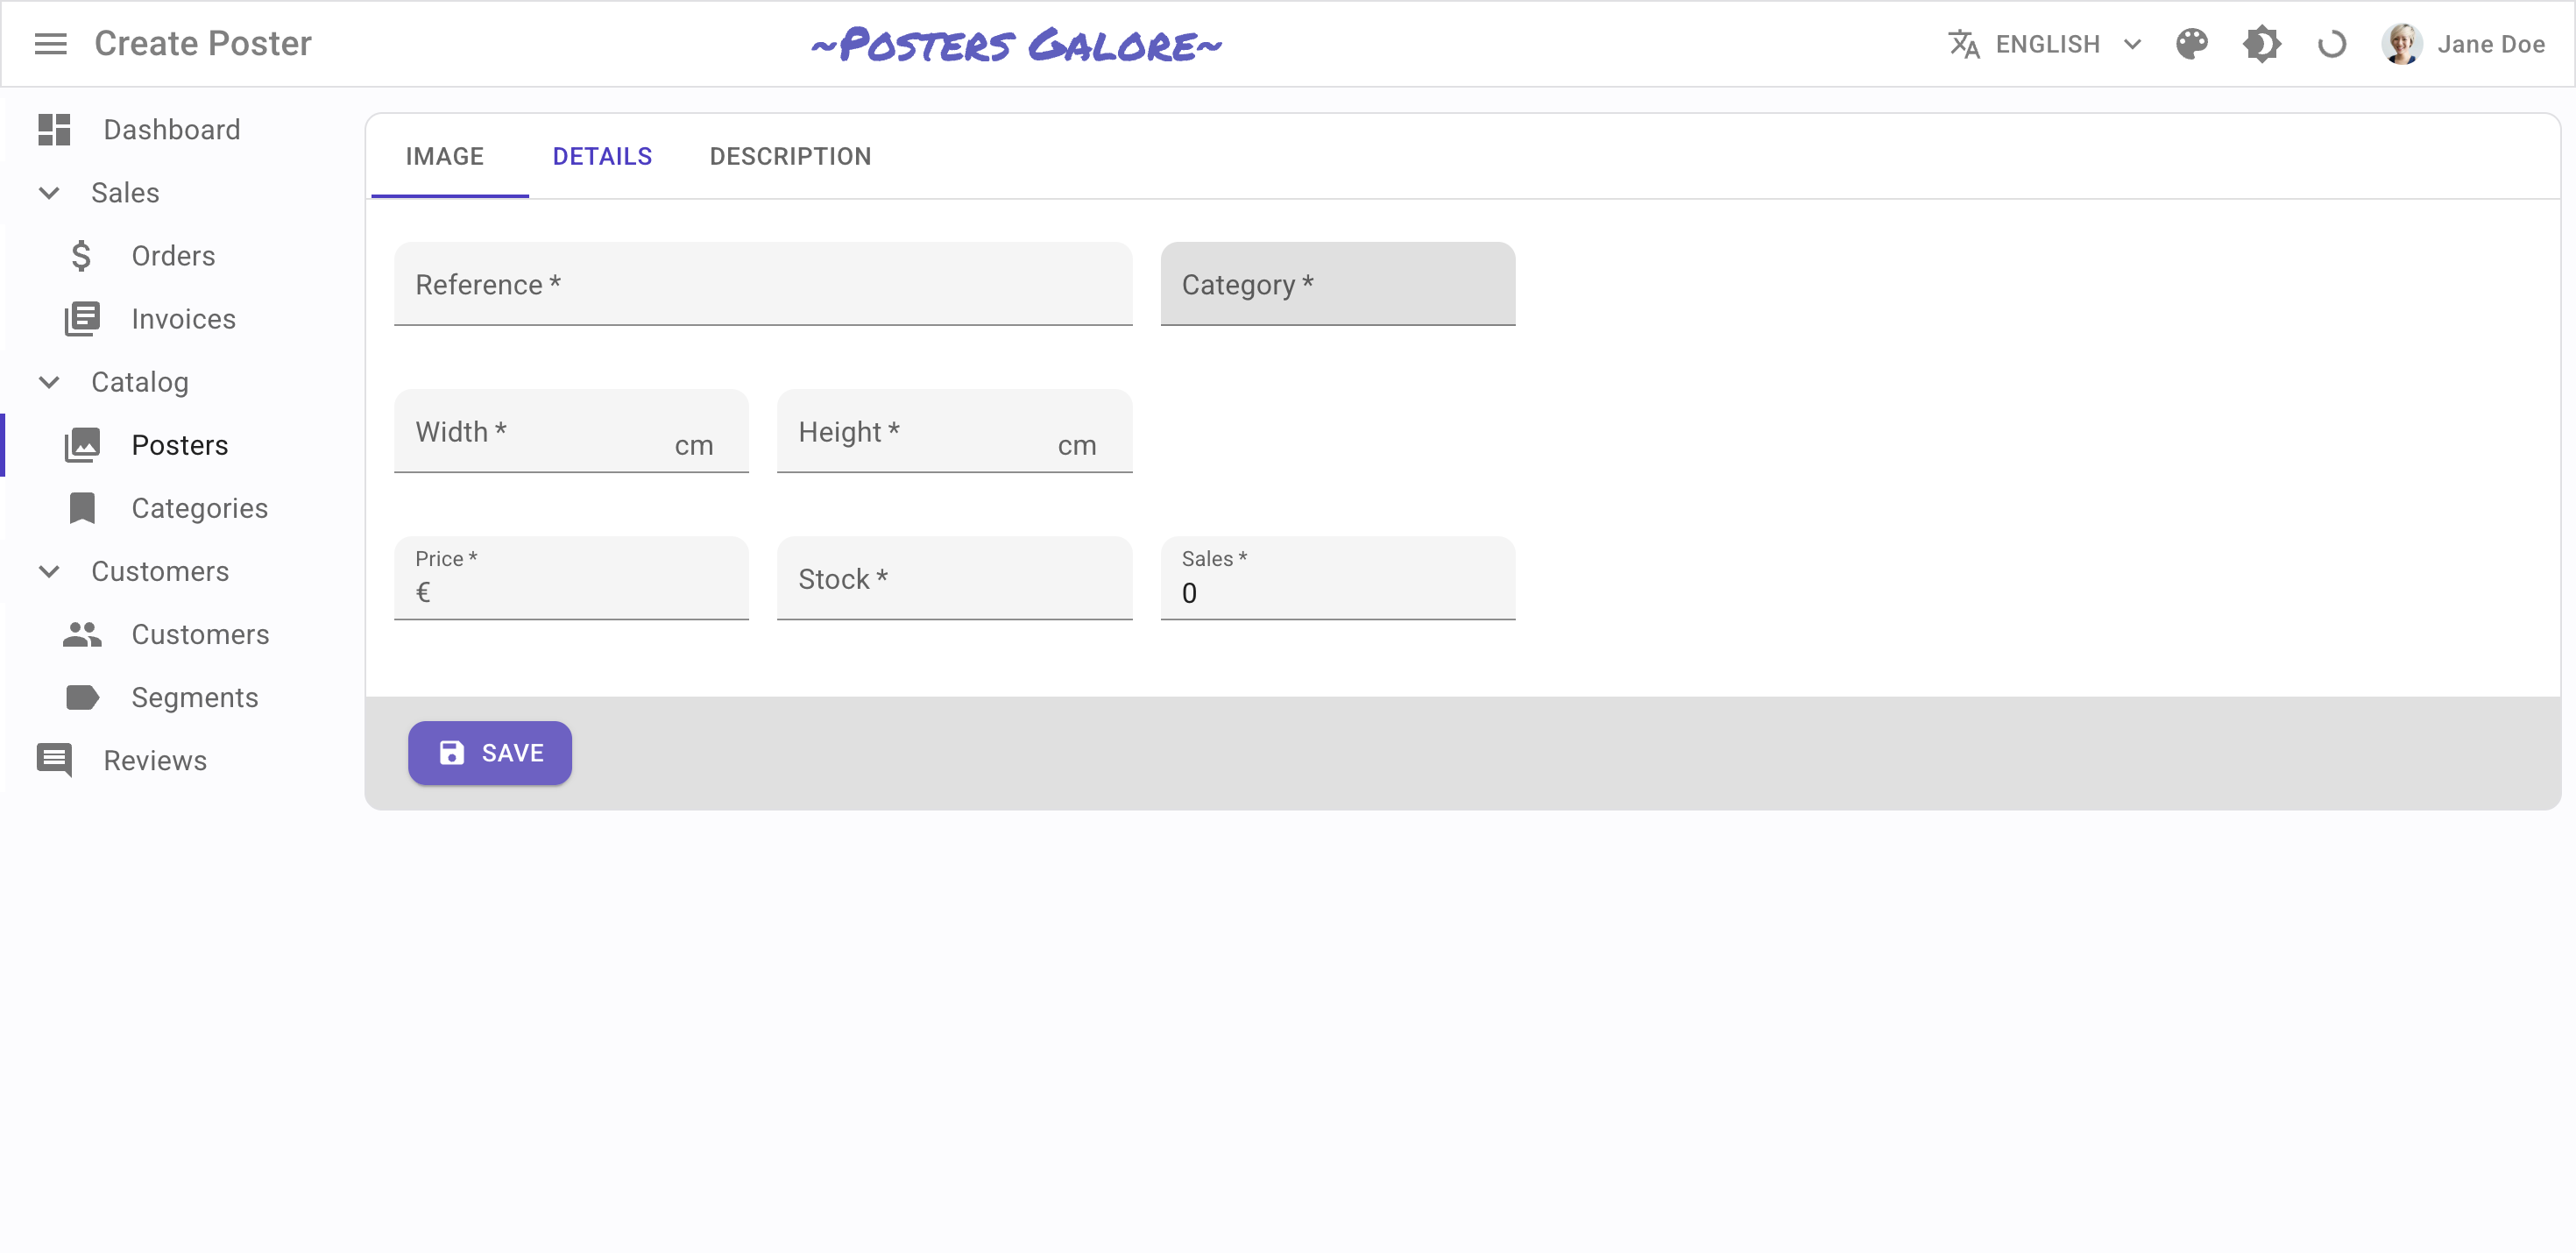 Create Poster
~Posters Galore~
ENGLISH
Jane Doe
Dashboard
Sales
Orders
Invoices
Catalog
Posters
Categories
Customers
Customers
Segments
Reviews
IMAGE DETAILS DESCRIPTION
Reference *
Category *
Width * cm
Height * cm
Price *
€
Stock *
Sales *
0
SAVE